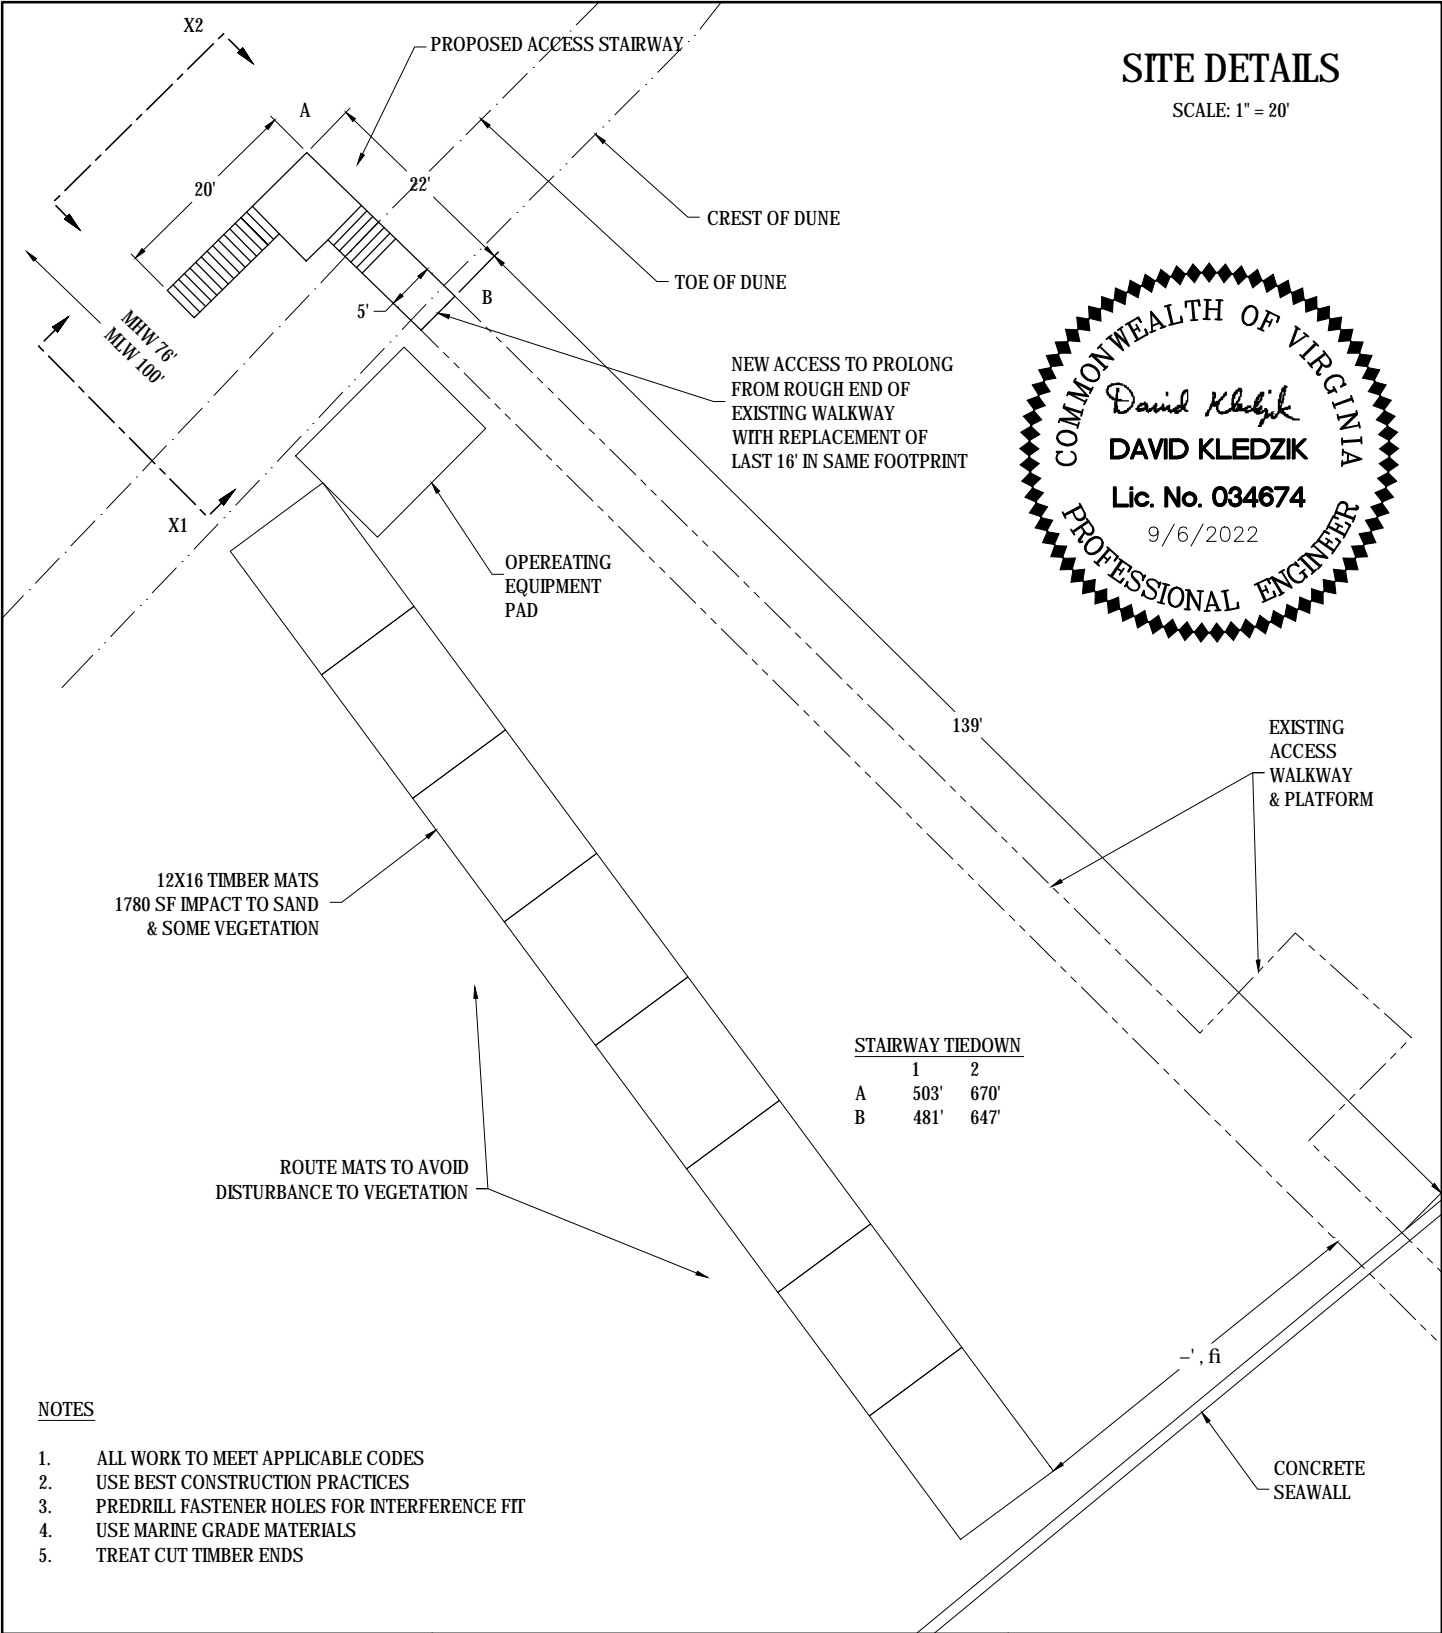 X2
PROPOSED ACCESS STAIRWAY
SITE DETAILS
SCALE: 1" = 20'
A
20'
22'
CREST OF DUNE
TOE OF DUNE
B
5'
MHW 76'
MLW 100'
NEW ACCESS TO PROLONG
FROM ROUGH END OF
EXISTING WALKWAY
WITH REPLACEMENT OF
LAST 16' IN SAME FOOTPRINT
COMMONWEALTH OF VIRGINIA
David Kledzik
DAVID KLEDZIK
Lic. No. 034674
9/6/2022
PROFESSIONAL ENGINEER
X1
OPEREATING
EQUIPMENT
PAD
139'
EXISTING
ACCESS
WALKWAY
& PLATFORM
12X16 TIMBER MATS
1780 SF IMPACT TO SAND
& SOME VEGETATION
STAIRWAY TIEDOWN
1 2
A 503' 670'
B 481' 647'
ROUTE MATS TO AVOID
DISTURBANCE TO VEGETATION
–' , fi
NOTES
1. ALL WORK TO MEET APPLICABLE CODES
2. USE BEST CONSTRUCTION PRACTICES
3. PREDRILL FASTENER HOLES FOR INTERFERENCE FIT
4. USE MARINE GRADE MATERIALS
5. TREAT CUT TIMBER ENDS
CONCRETE
SEAWALL